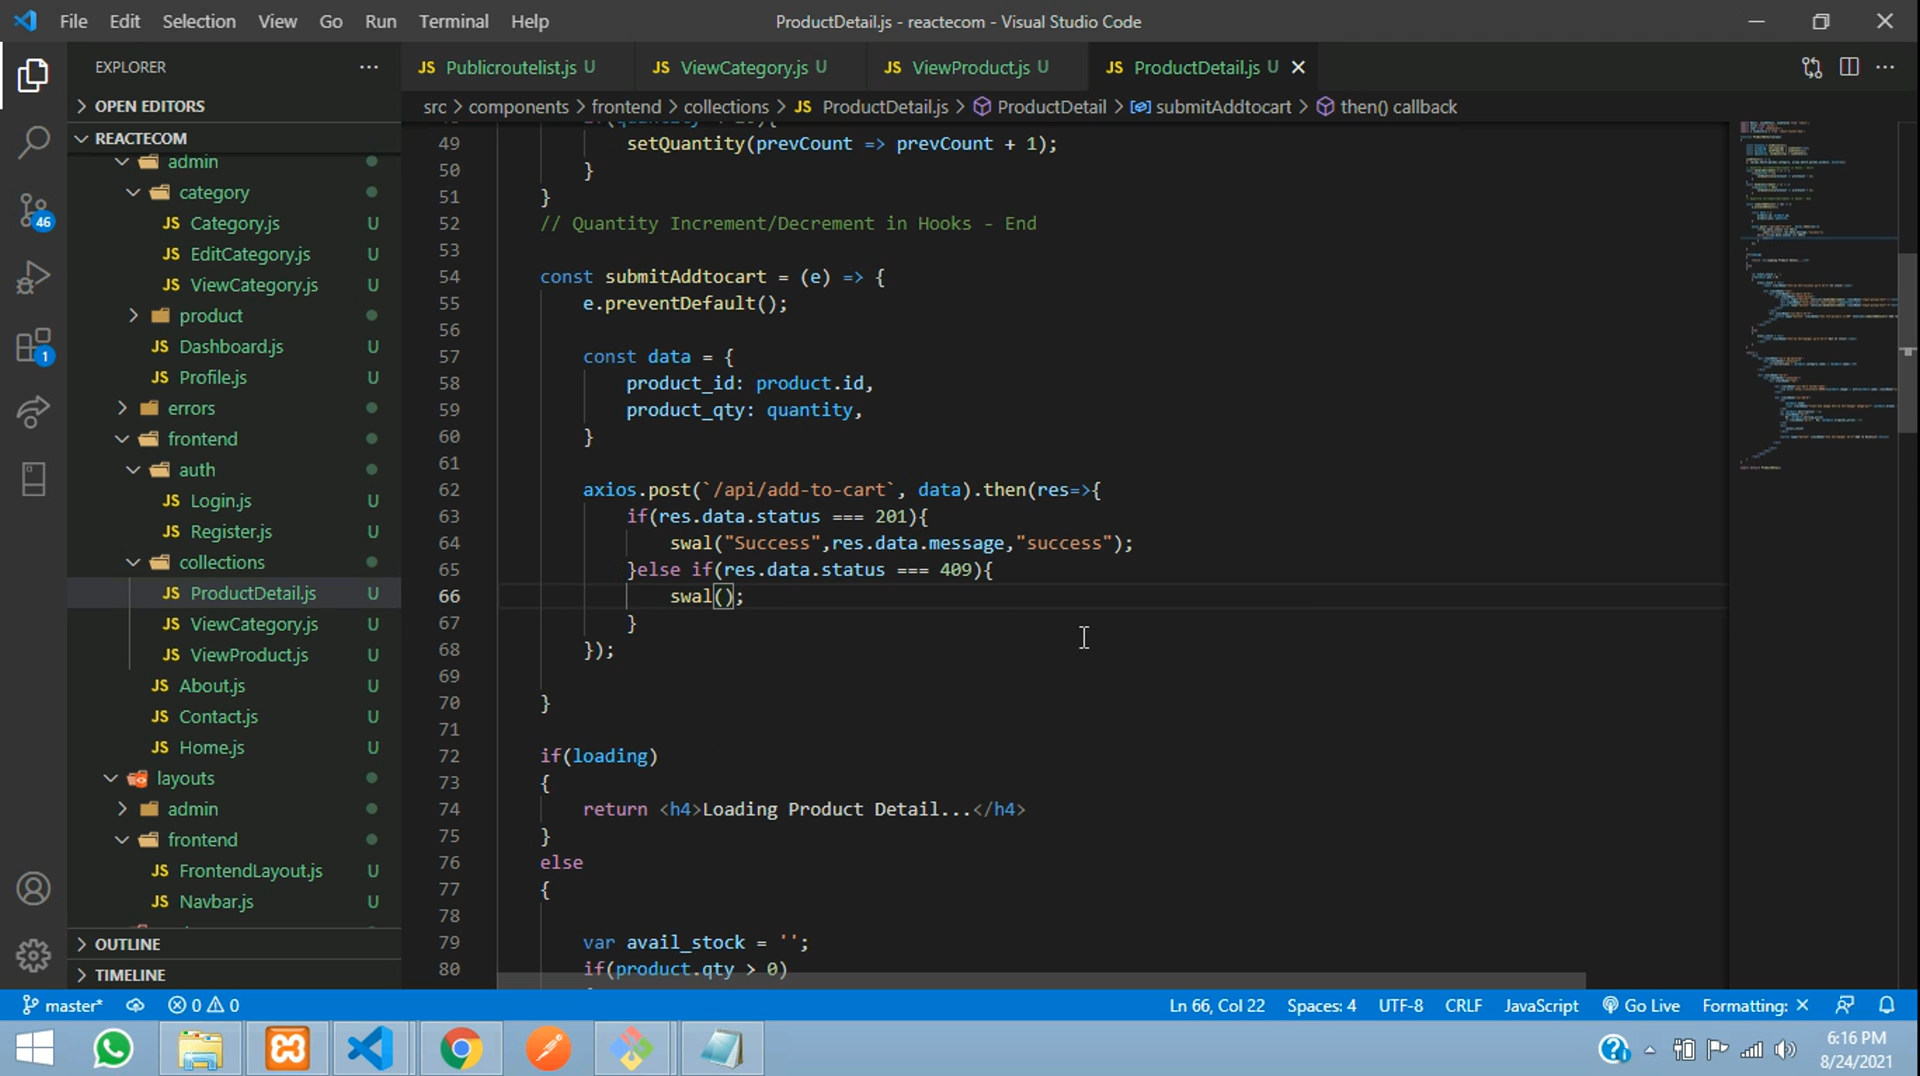 File Edit Selection View Go Run Terminal Help
ProductDetail.js - reactecom - Visual Studio Code
EXPLORER
OPEN EDITORS
REACTECOM
admin
category
JS Category.js U
JS EditCategory.js U
JS ViewCategory.js U
product
JS Dashboard.js U
JS Profile.js U
errors
frontend
auth
JS Login.js U
JS Register.js U
collections
JS ProductDetail.js U
JS ViewCategory.js U
JS ViewProduct.js U
JS About.js U
JS Contact.js U
JS Home.js U
layouts
admin
frontend
JS FrontendLayout.js U
JS Navbar.js U
OUTLINE
TIMELINE
46
1
JS Publicroutelist.js U
JS ViewCategory.js U
JS ViewProduct.js U
JS ProductDetail.js U
src > components > frontend > collections > JS ProductDetail.js > ProductDetail > submitAddtocart > then() callback
49 setQuantity(prevCount => prevCount + 1);
50 }
51 }
52 // Quantity Increment/Decrement in Hooks - End
53
54 const submitAddtocart = (e) => {
55 e.preventDefault();
56
57 const data = {
58 product_id: product.id,
59 product_qty: quantity,
60 }
61
62 axios.post(`/api/add-to-cart`, data).then(res=>{
63 if(res.data.status === 201){
64 swal("Success",res.data.message,"success");
65 }else if(res.data.status === 409){
66 swal();
67 }
68 });
69
70 }
71
72 if(loading)
73 {
74 return <h4>Loading Product Detail...</h4>
75 }
76 else
77 {
78
79 var avail_stock = '';
80 if(product.qty > 0)
master* 0 0
Ln 66, Col 22 Spaces: 4 UTF-8 CRLF JavaScript Go Live Formatting: ×
6:16 PM
8/24/2021